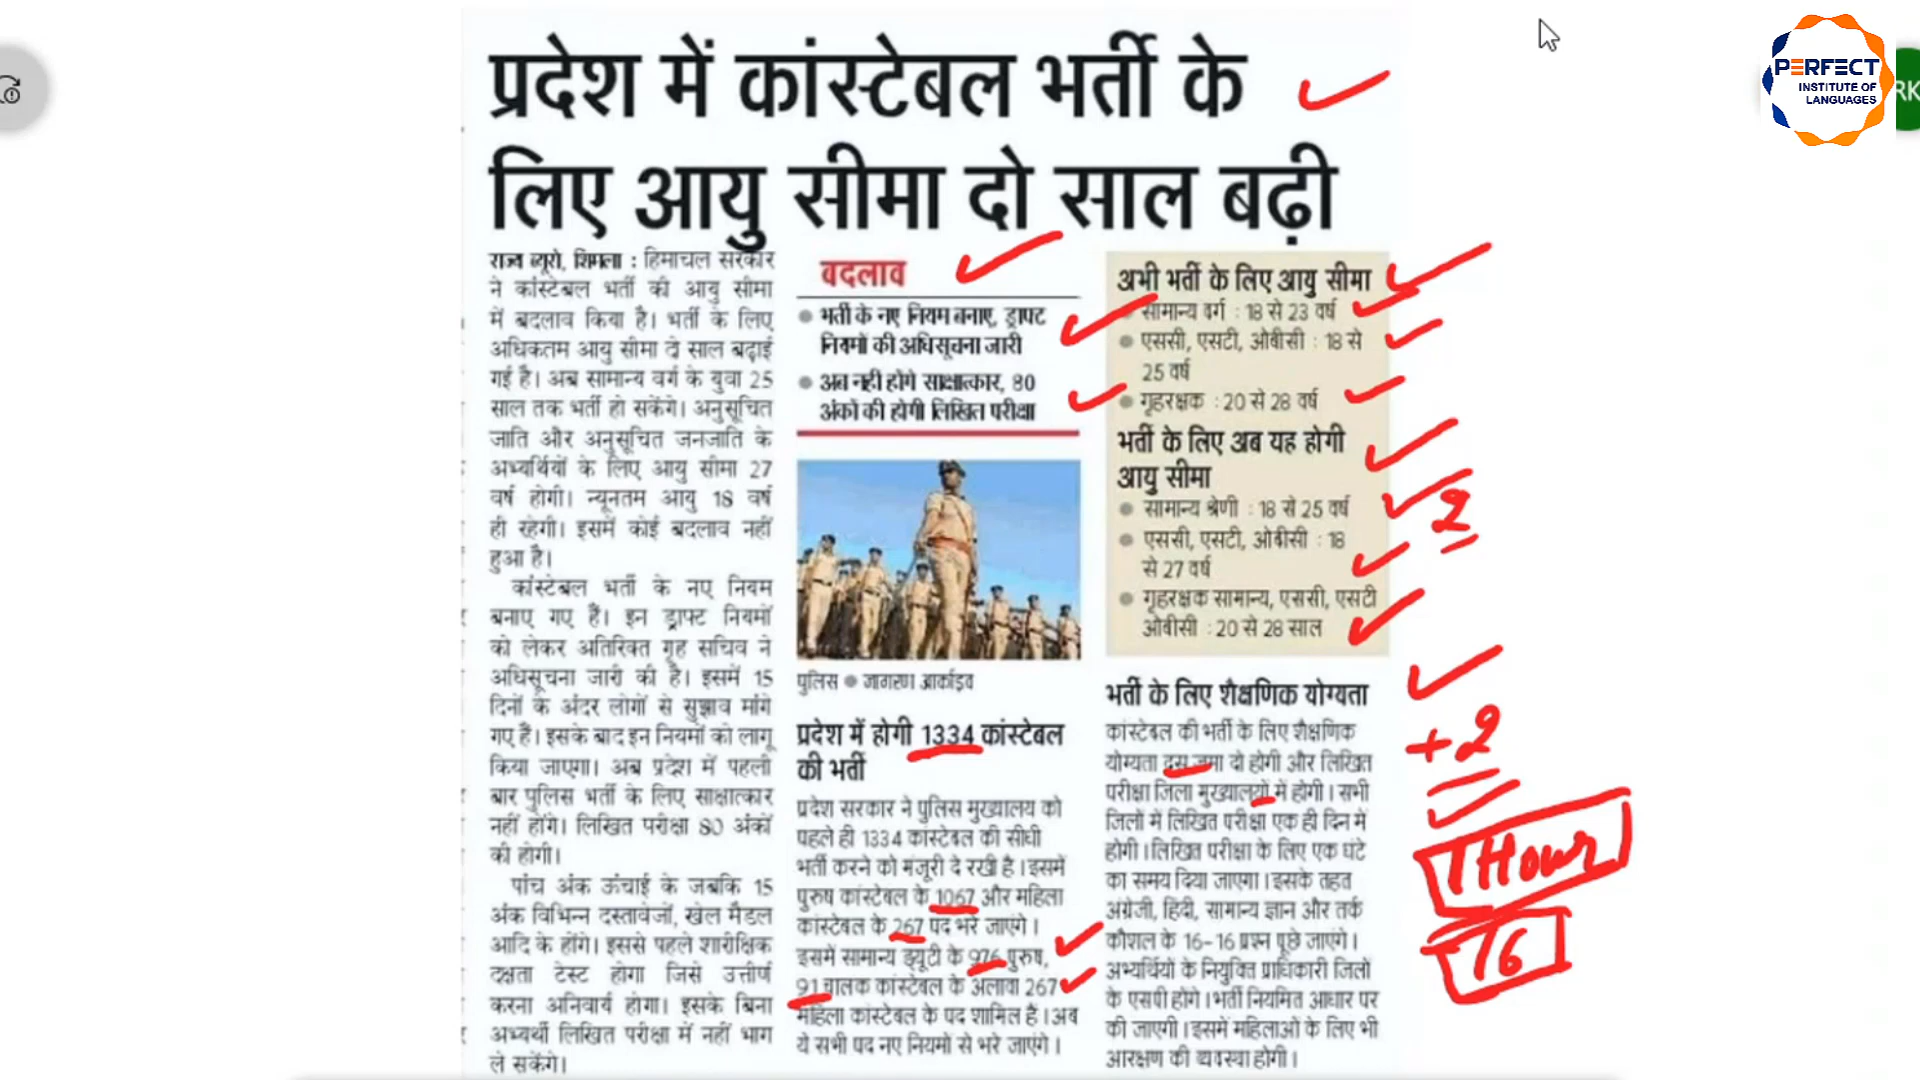 प्रदेश में कांस्टेबल भर्ती के
लिए आयु सीमा दो साल बढ़ी
राज्य ब्यूरो, शिमला : हिमाचल सरकार
ने कांस्टेबल भर्ती की आयु सीमा
में बदलाव किया है। भर्ती के लिए
अधिकतम आयु सीमा दो साल बढ़ाई
गई है। अब सामान्य वर्ग के युवा 25
साल तक भर्ती हो सकेंगे। अनुसूचित
जाति और अनुसूचित जनजाति के
अभ्यर्थियों के लिए आयु सीमा 27
वर्ष होगी। न्यूनतम आयु 18 वर्ष
ही रहेगी। इसमें कोई बदलाव नहीं
हुआ है।
कांस्टेबल भर्ती के नए नियम
बनाए गए हैं। इन ड्राफ्ट नियमों
को लेकर अतिरिक्त गृह सचिव ने
अधिसूचना जारी की है। इसमें 15
दिनों के अंदर लोगों से सुझाव मांगे
गए हैं। इसके बाद इन नियमों को लागू
किया जाएगा। अब प्रदेश में पहली
बार पुलिस भर्ती के लिए साक्षात्कार
नहीं होंगे। लिखित परीक्षा 80 अंकों
की होगी।
पांच अंक ऊंचाई के जबकि 15
अंक विभिन्न दस्तावेजों, खेल मैडल
आदि के होंगे। इससे पहले शारीरिक
दक्षता टेस्ट होगा जिसे उत्तीर्ण
करना अनिवार्य होगा। इसके बिना
अभ्यर्थी लिखित परीक्षा में नहीं भाग
ले सकेंगे।
बदलाव
भर्ती के नए नियम बनाए, ड्राफ्ट
नियमों की अधिसूचना जारी
अब नहीं होंगे साक्षात्कार, 80
अंकों की होगी लिखित परीक्षा
पुलिस ● जागरण आर्काइव
प्रदेश में होगी 1334 कांस्टेबल
की भर्ती
प्रदेश सरकार ने पुलिस मुख्यालय को
पहले ही 1334 कांस्टेबल की सीधी
भर्ती करने को मंजूरी दे रखी है। इसमें
पुरुष कांस्टेबल के 1067 और महिला
कांस्टेबल के 267 पद भरे जाएंगे।
इसमें सामान्य ड्यूटी के 976 पुरुष,
91 चालक कांस्टेबल के अलावा 267
महिला कांस्टेबल के पद शामिल हैं। अब
ये सभी पद नए नियमों से भरे जाएंगे।
अभी भर्ती के लिए आयु सीमा
सामान्य वर्ग : 18 से 23 वर्ष
एससी, एसटी, ओबीसी : 18 से
25 वर्ष
गृहरक्षक : 20 से 28 वर्ष
भर्ती के लिए अब यह होगी
आयु सीमा
सामान्य श्रेणी : 18 से 25 वर्ष
एससी, एसटी, ओबीसी : 18
से 27 वर्ष
गृहरक्षक सामान्य, एससी, एसटी
ओबीसी : 20 से 28 साल
भर्ती के लिए शैक्षणिक योग्यता
कांस्टेबल की भर्ती के लिए शैक्षणिक
योग्यता दस जमा दो होगी और लिखित
परीक्षा जिला मुख्यालयों में होगी। सभी
जिलों में लिखित परीक्षा एक ही दिन में
होगी। लिखित परीक्षा के लिए एक घंटे
का समय दिया जाएगा। इसके तहत
अंग्रेजी, हिंदी, सामान्य ज्ञान और तर्क
कौशल के 16-16 प्रश्न पूछे जाएंगे।
अभ्यर्थियों के नियुक्ति प्राधिकारी जिलों
के एसपी होंगे। भर्ती नियमित आधार पर
की जाएगी। इसमें महिलाओं के लिए भी
आरक्षण की व्यवस्था होगी।
2
+2
1 Hour
16
PERFECT
INSTITUTE OF
LANGUAGES
RK